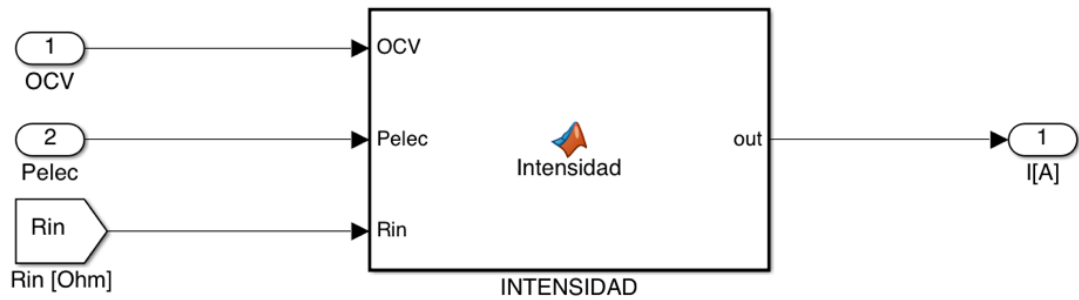 1
OCV
OCV
2
Pelec
Pelec
Rin
Rin [Ohm]
Rin
Intensidad
out
INTENSIDAD
1
I[A]